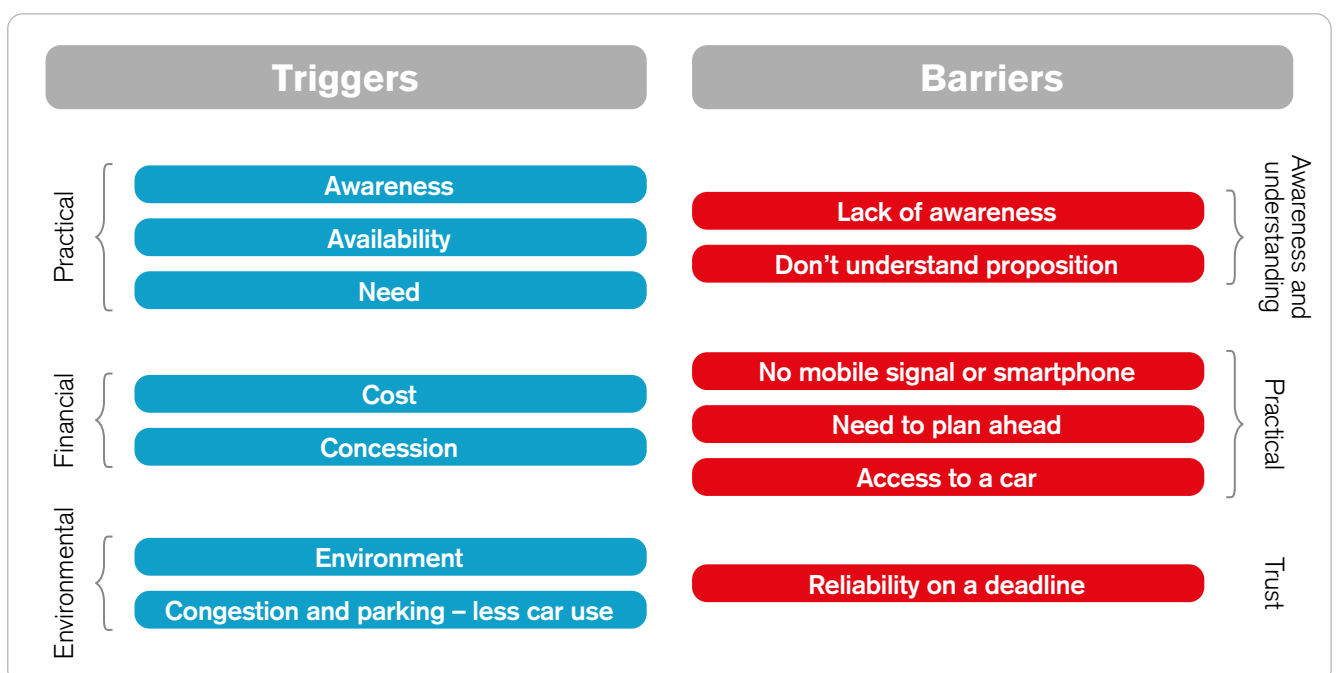 Triggers
Practical
Awareness
Availability
Need
Financial
Cost
Concession
Environmental
Environment
Congestion and parking – less car use
Barriers
Lack of awareness
Don’t understand proposition
Awareness and
understanding
No mobile signal or smartphone
Need to plan ahead
Access to a car
Practical
Reliability on a deadline
Trust